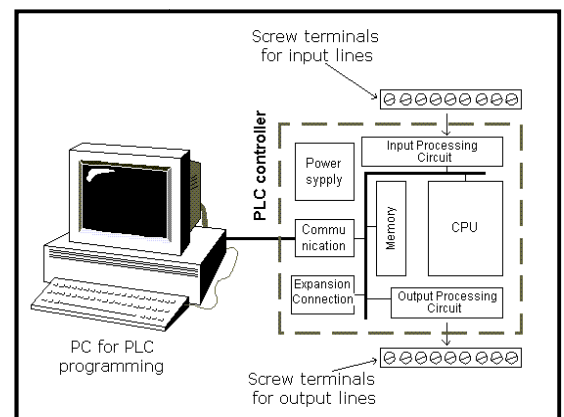 Screw terminals
for input lines
PLC controller
Input Processing
Circuit
Power
sypply
Commu
nication
Memory
CPU
Expansion
Connection
Output Processing
Circuit
PC for PLC
programming
Screw terminals
for output lines